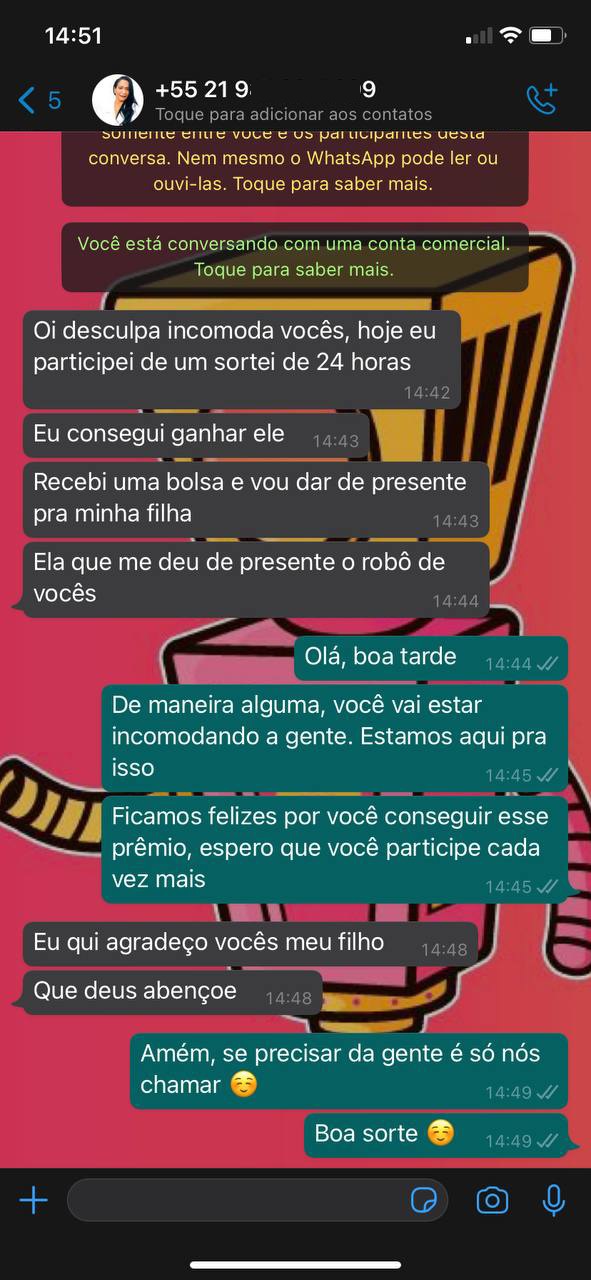 14:51
5
+55 21 9 9
Toque para adicionar aos contatos
somente entre você e os participantes desta
conversa. Nem mesmo o WhatsApp pode ler ou
ouvi-las. Toque para saber mais.
Você está conversando com uma conta comercial.
Toque para saber mais.
Oi desculpa incomoda vocês, hoje eu
participei de um sortei de 24 horas
14:42
Eu consegui ganhar ele 14:43
Recebi uma bolsa e vou dar de presente
pra minha filha
14:43
Ela que me deu de presente o robô de
vocês
14:44
Olá, boa tarde 14:44
De maneira alguma, você vai estar
incomodando a gente. Estamos aqui pra
isso
14:45
Ficamos felizes por você conseguir esse
prêmio, espero que você participe cada
vez mais
14:45
Eu qui agradeço vocês meu filho 14:48
Que deus abençoe 14:48
Amém, se precisar da gente é só nós
chamar ☺️
14:49
Boa sorte ☺️ 14:49